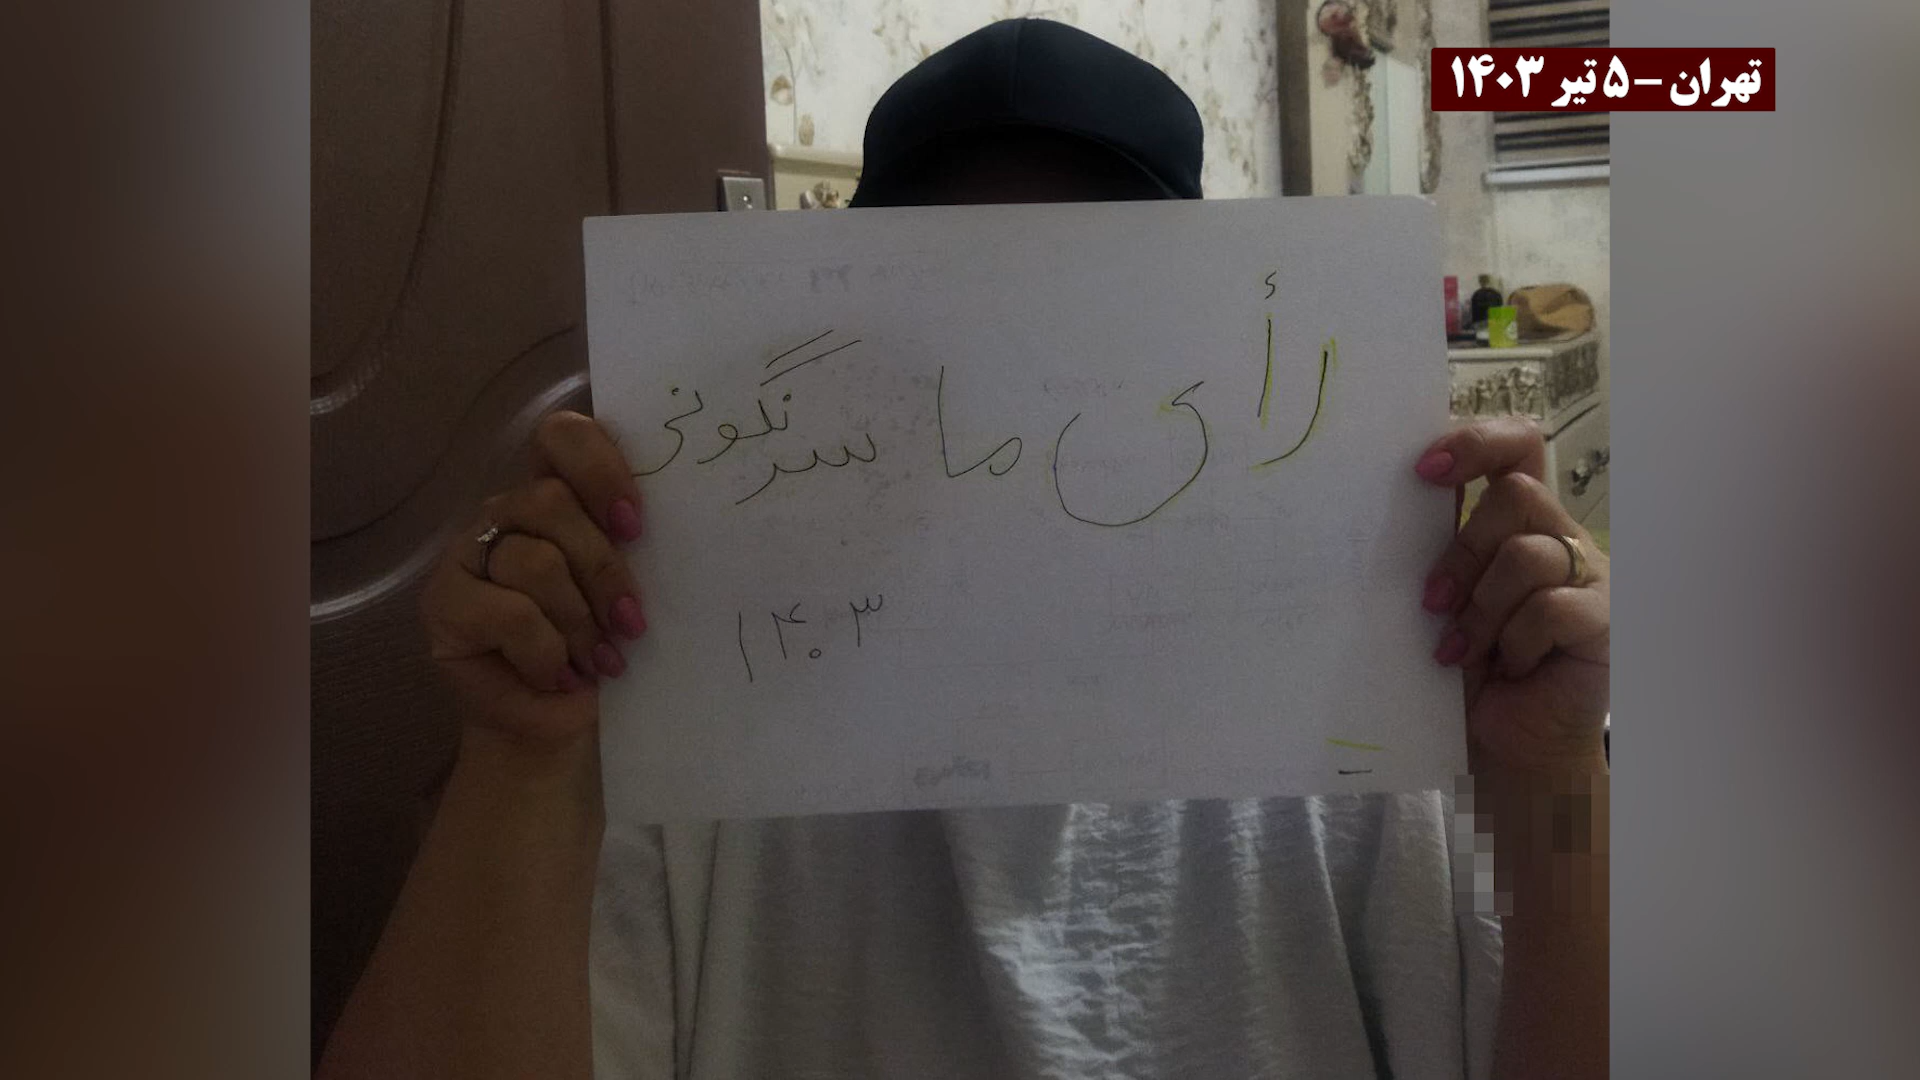 تهران – ۵ تیر ۱۴۰۳
رأی ما سرنگونی
۱۴۰۳